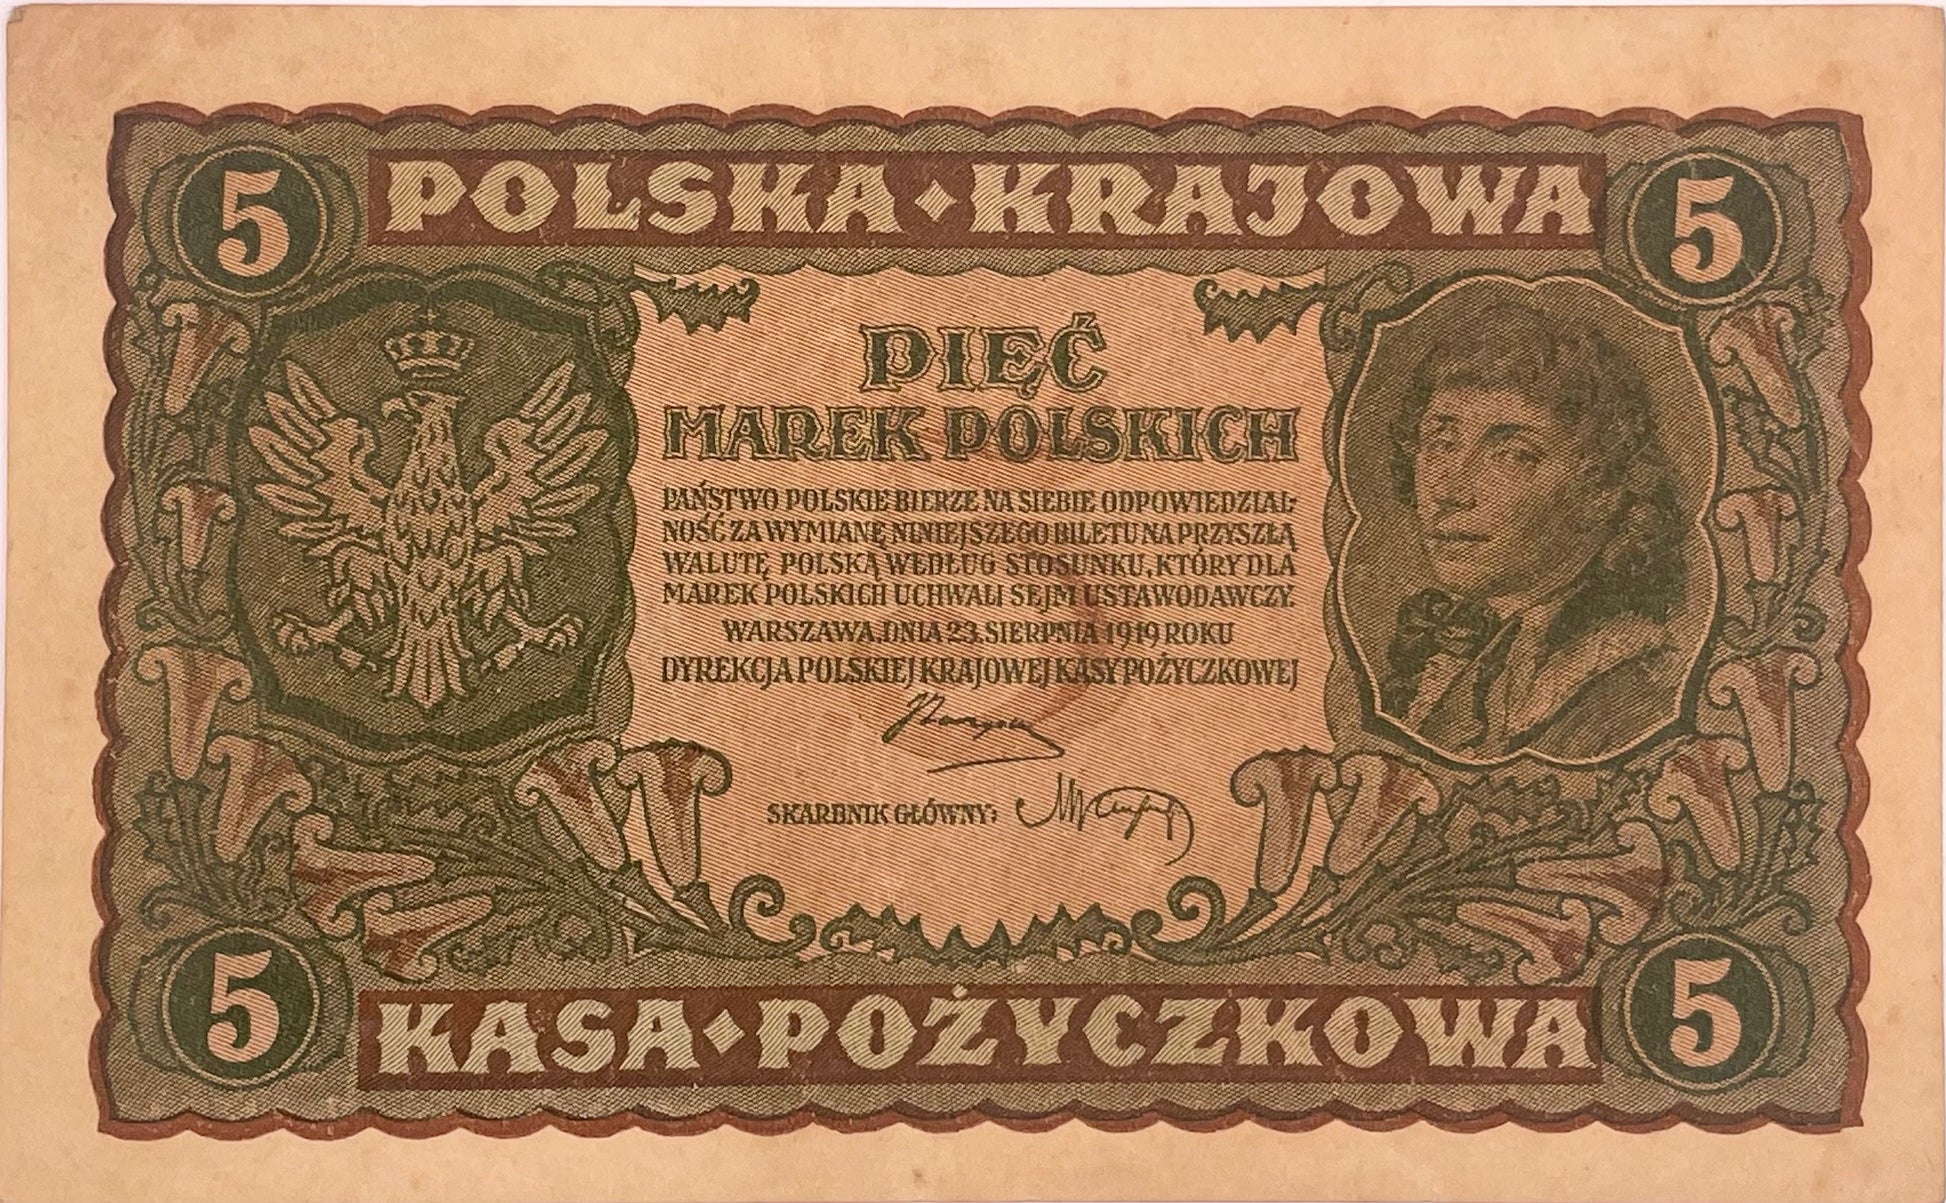 5 POLSKA ◆ KRAJOWA 5
PIĘĆ
MAREK POLSKICH
PAŃSTWO POLSKIE BIERZE NA SIEBIE ODPOWIEDZIAL-
NOŚĆ ZA WYMIANĘ NINIEJSZEGO BILETU NA PRZYSZŁĄ
WALUTĘ POLSKĄ WEDŁUG STOSUNKU, KTÓRY DLA
MAREK POLSKICH UCHWALI SEJM USTAWODAWCZY.
WARSZAWA, DNIA 23. SIERPNIA 1919 ROKU
DYREKCJA POLSKIEJ KRAJOWEJ KASY POŻYCZKOWEJ
SKARBNIK GŁÓWNY:
5 KASA ◆ POŻYCZKOWA 5